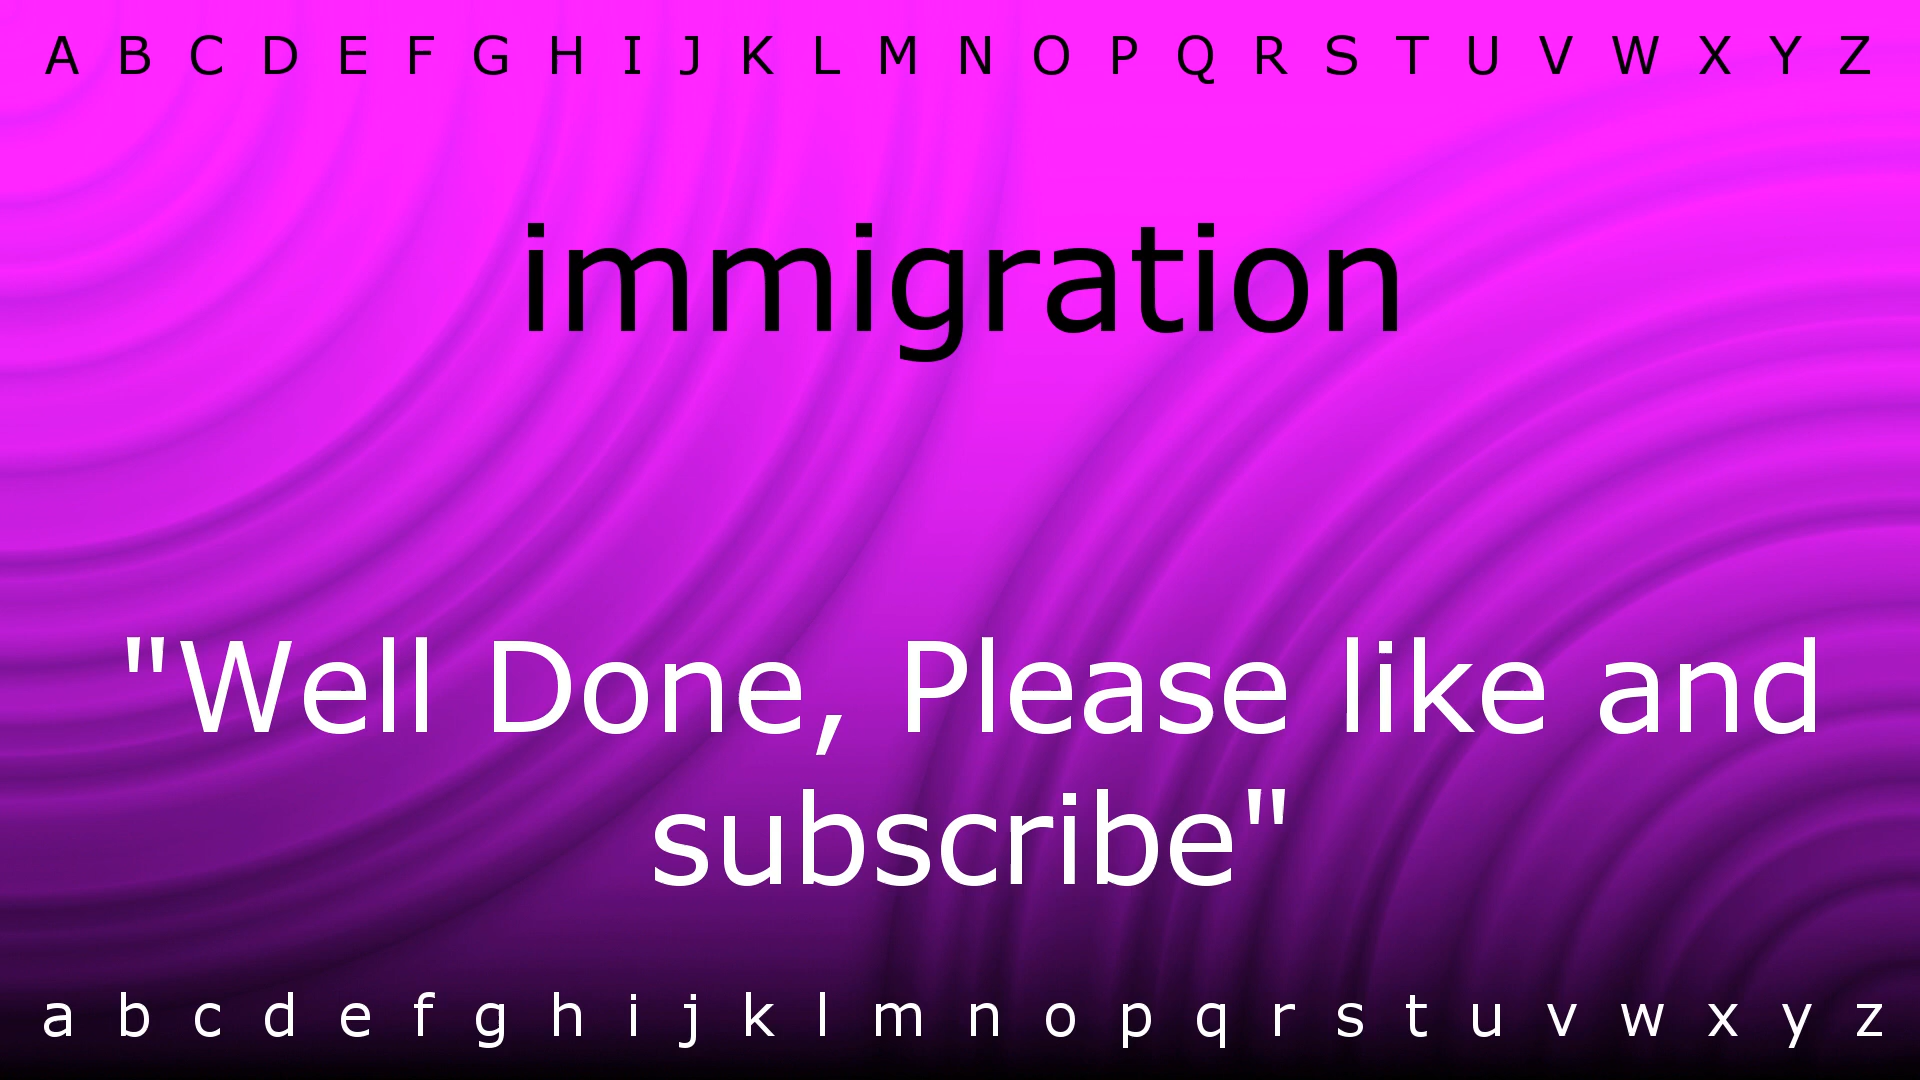 A B C D E F G H I J K L M N O P Q R S T U V W X Y Z
immigration
"Well Done, Please like and
subscribe"
a b c d e f g h i j k l m n o p q r s t u v w x y z